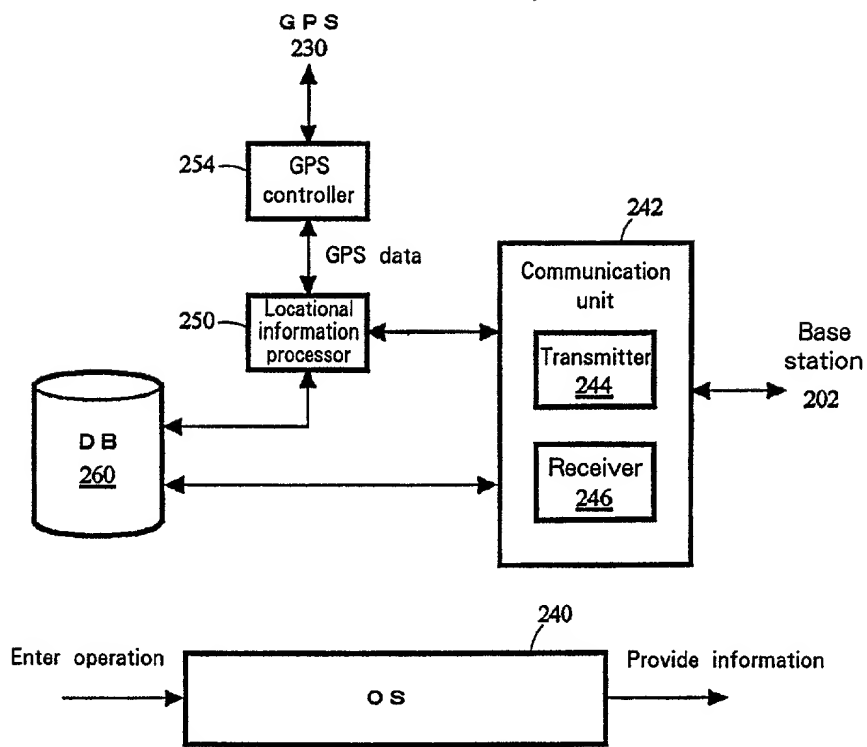 GPS
230
254
GPS
controller
GPS data
250
Locational
information
processor
242
Communication
unit
Transmitter
244
Receiver
246
Base
station
202
DB
260
240
Enter operation
OS
Provide information